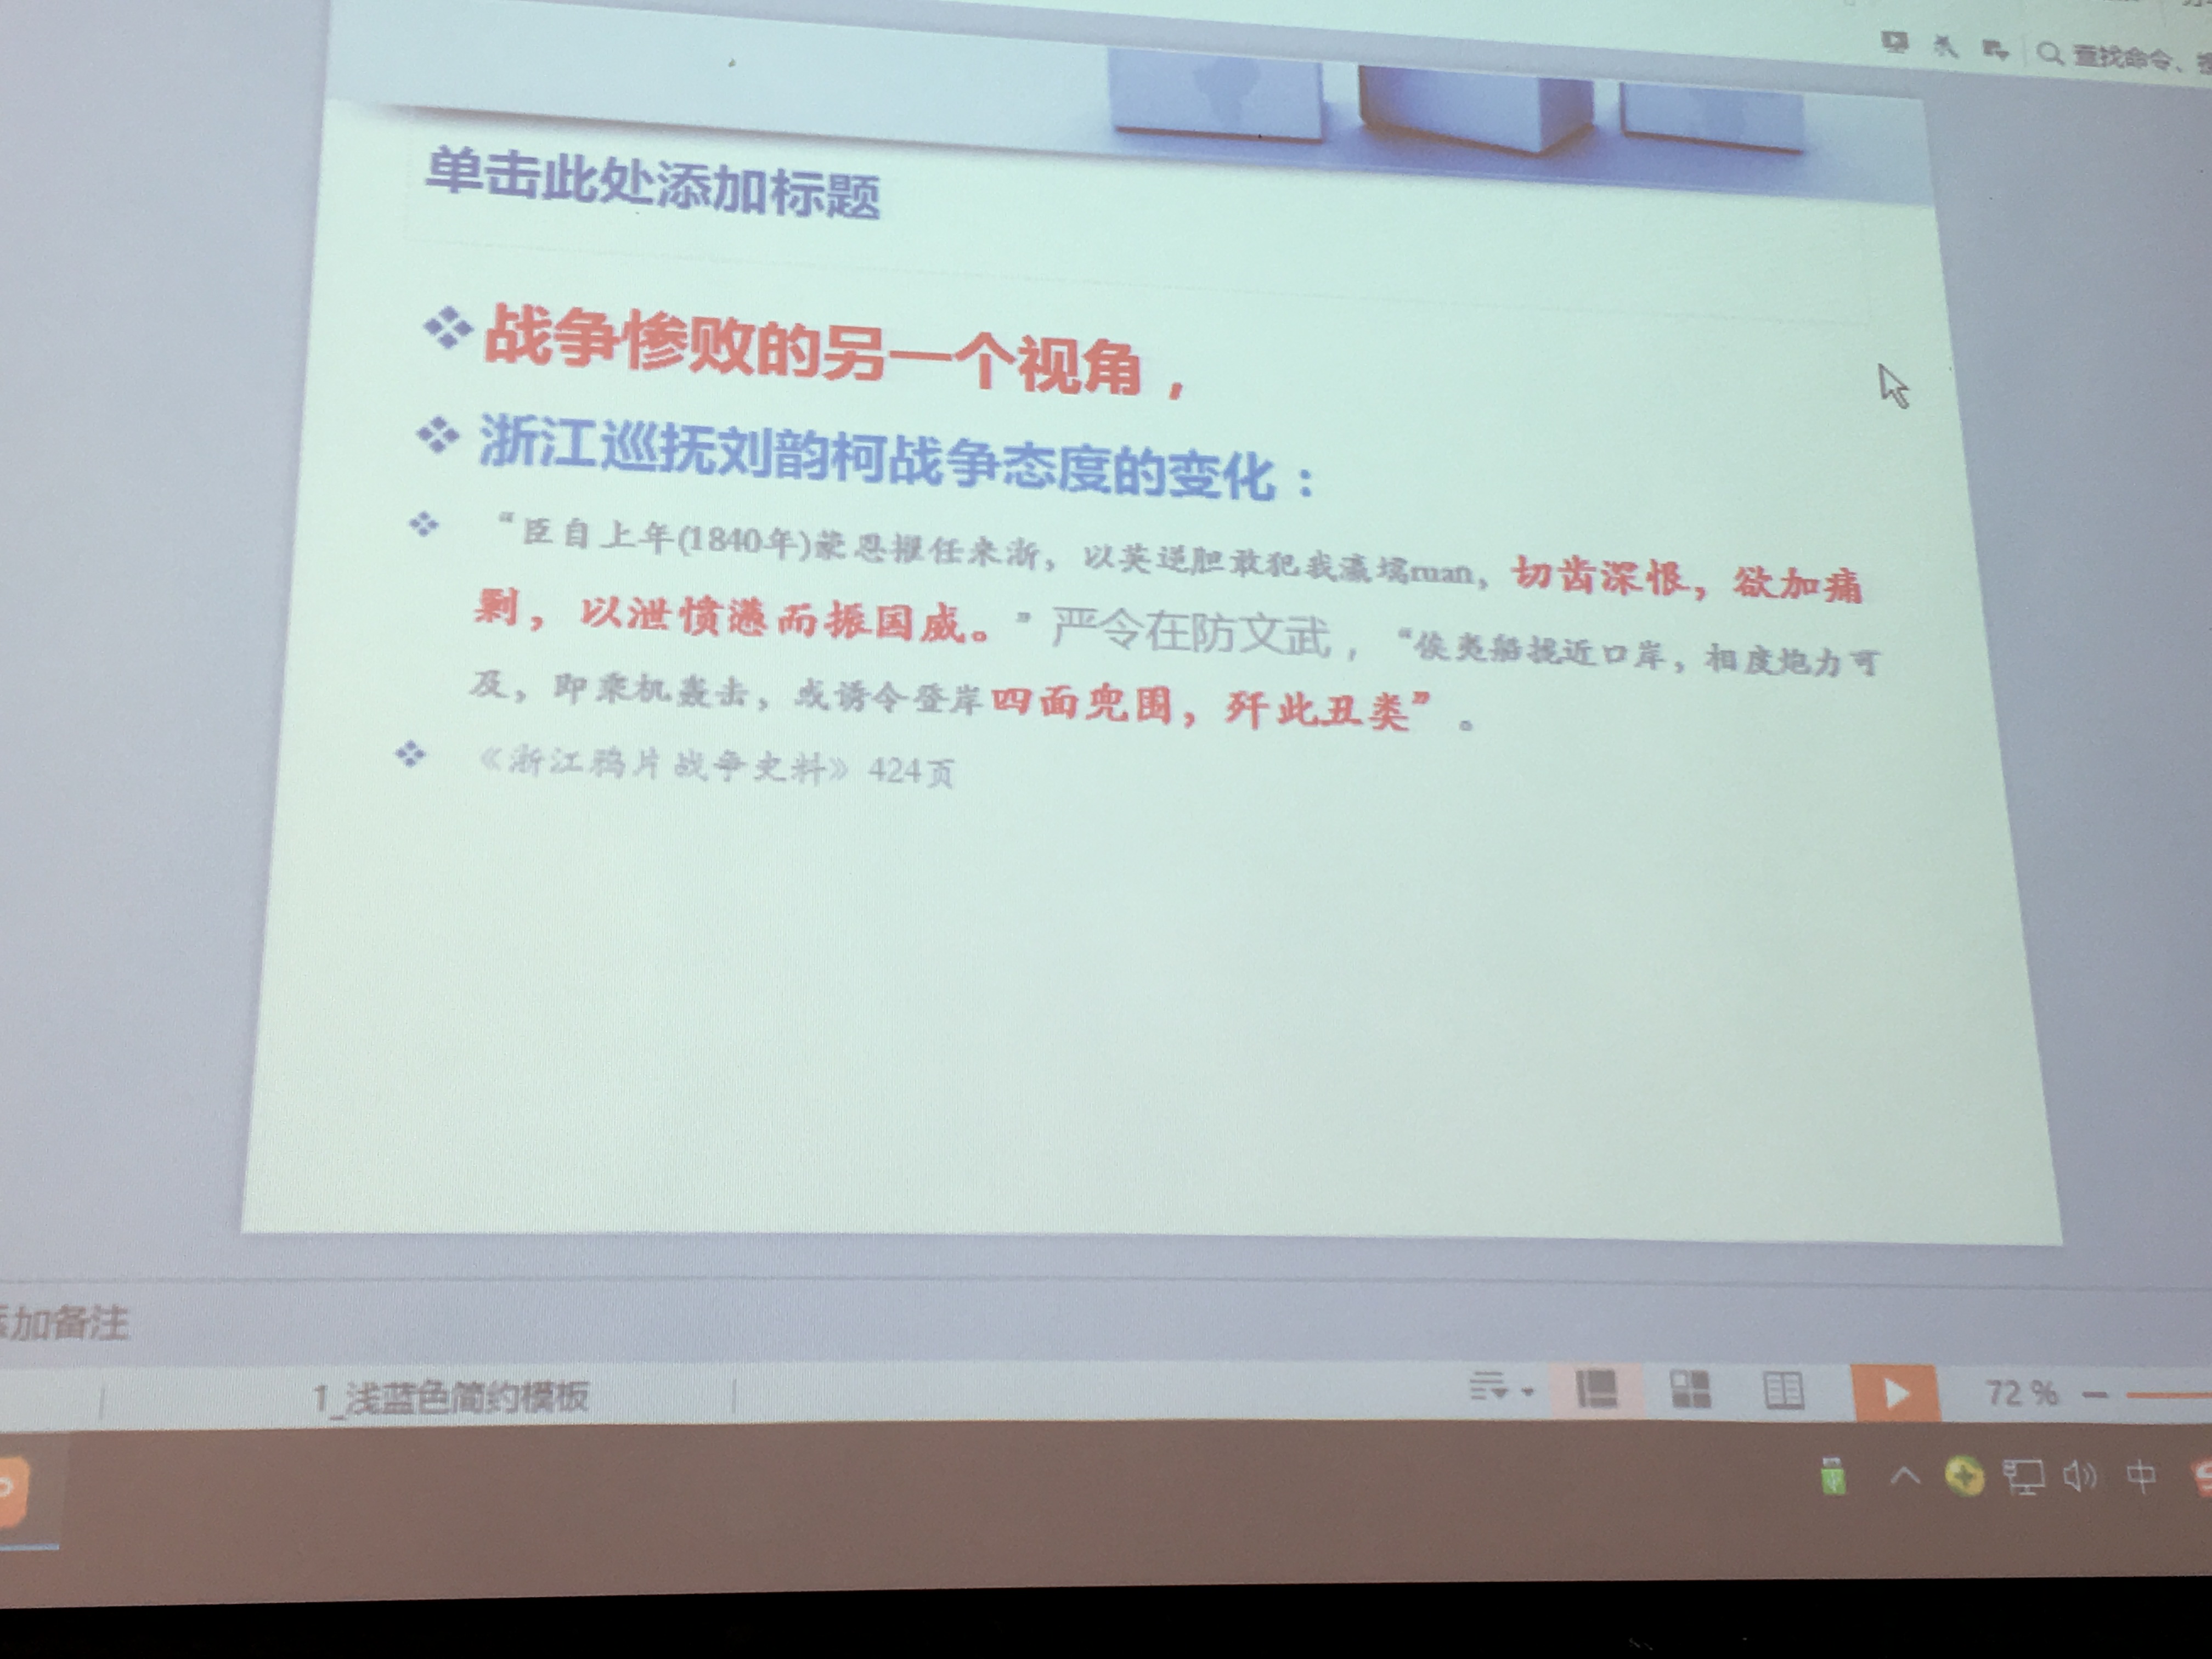 查找命令、
单击此处添加标题
战争惨败的另一个视角，
浙江巡抚刘韵柯战争态度的变化：
“臣自上年(1840年)蒙恩擢任来浙，以英逆胆敢犯我瀛壖ruan，切齿深恨，欲加痛
剿，以泄愤懑而振国威。”严令在防文武，“俟夷船拢近口岸，相度炮力可
及，即乘机轰击，或诱令登岸四面兜围，歼此丑类”。
《浙江鸦片战争史料》424页
加备注
1_浅蓝色简约模板
72 %
中